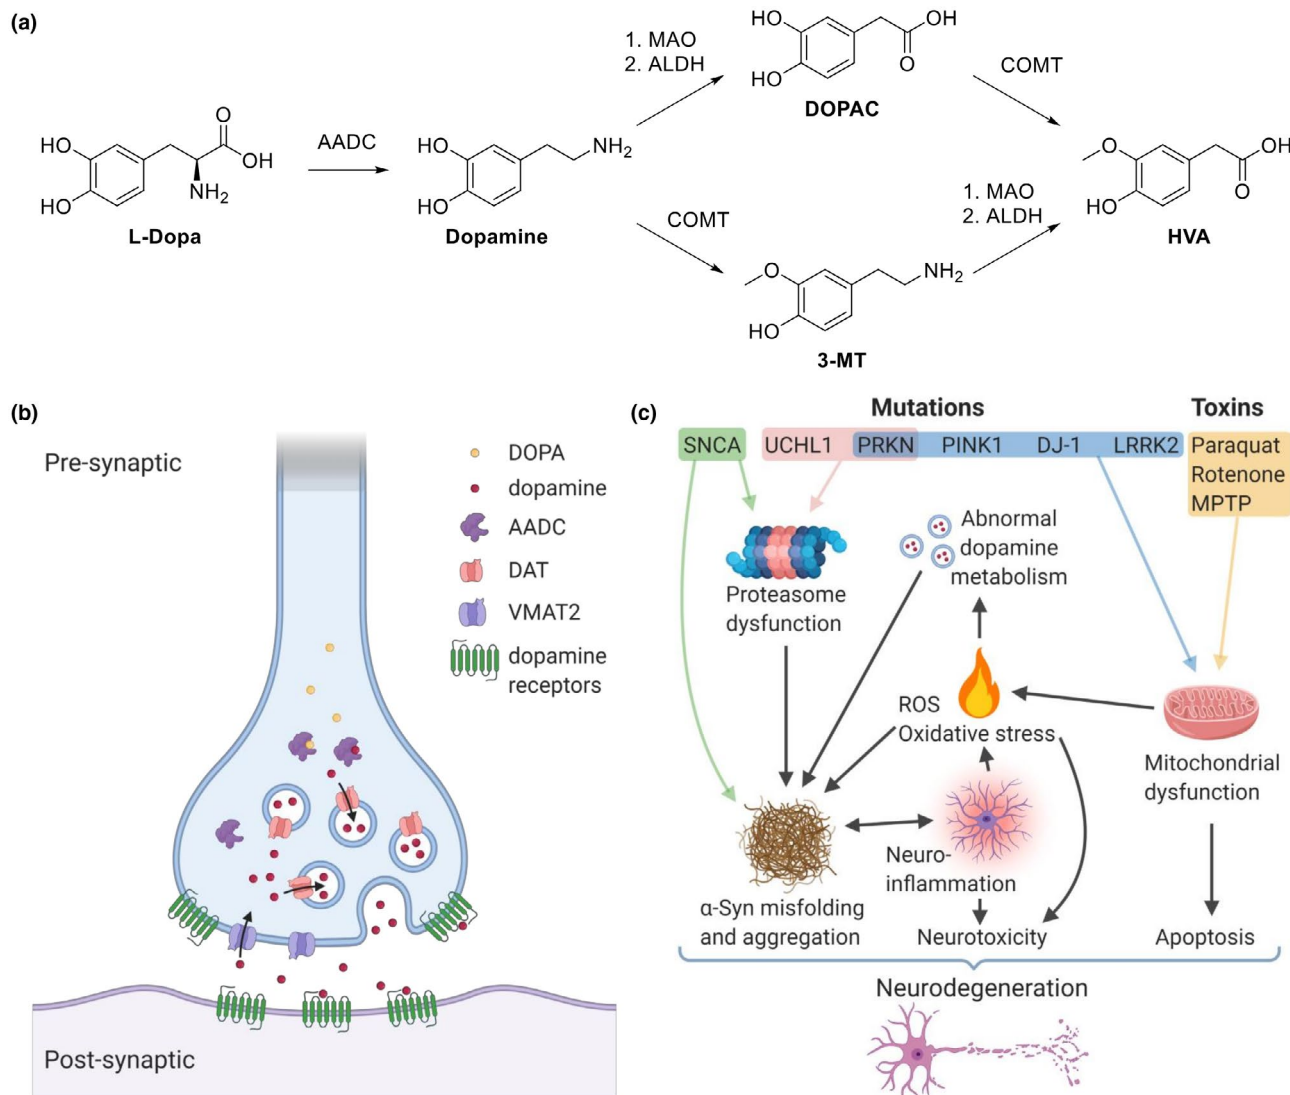 (a)
HO
HO
O
OH
NH2
L-Dopa
AADC
HO
HO
NH2
Dopamine
1. MAO
2. ALDH
HO
HO
OH
O
DOPAC
COMT
COMT
O
HO
NH2
3-MT
1. MAO
2. ALDH
O
HO
OH
O
HVA
(b)
Pre-synaptic
DOPA
dopamine
AADC
DAT
VMAT2
dopamine
receptors
Post-synaptic
(c)
Mutations
Toxins
SNCA
UCHL1
PRKN
PINK1
DJ-1
LRRK2
Paraquat
Rotenone
MPTP
Abnormal
dopamine
metabolism
Proteasome
dysfunction
ROS
Oxidative stress
Mitochondrial
dysfunction
Neuro-
inflammation
α-Syn misfolding
and aggregation
Neurotoxicity
Apoptosis
Neurodegeneration